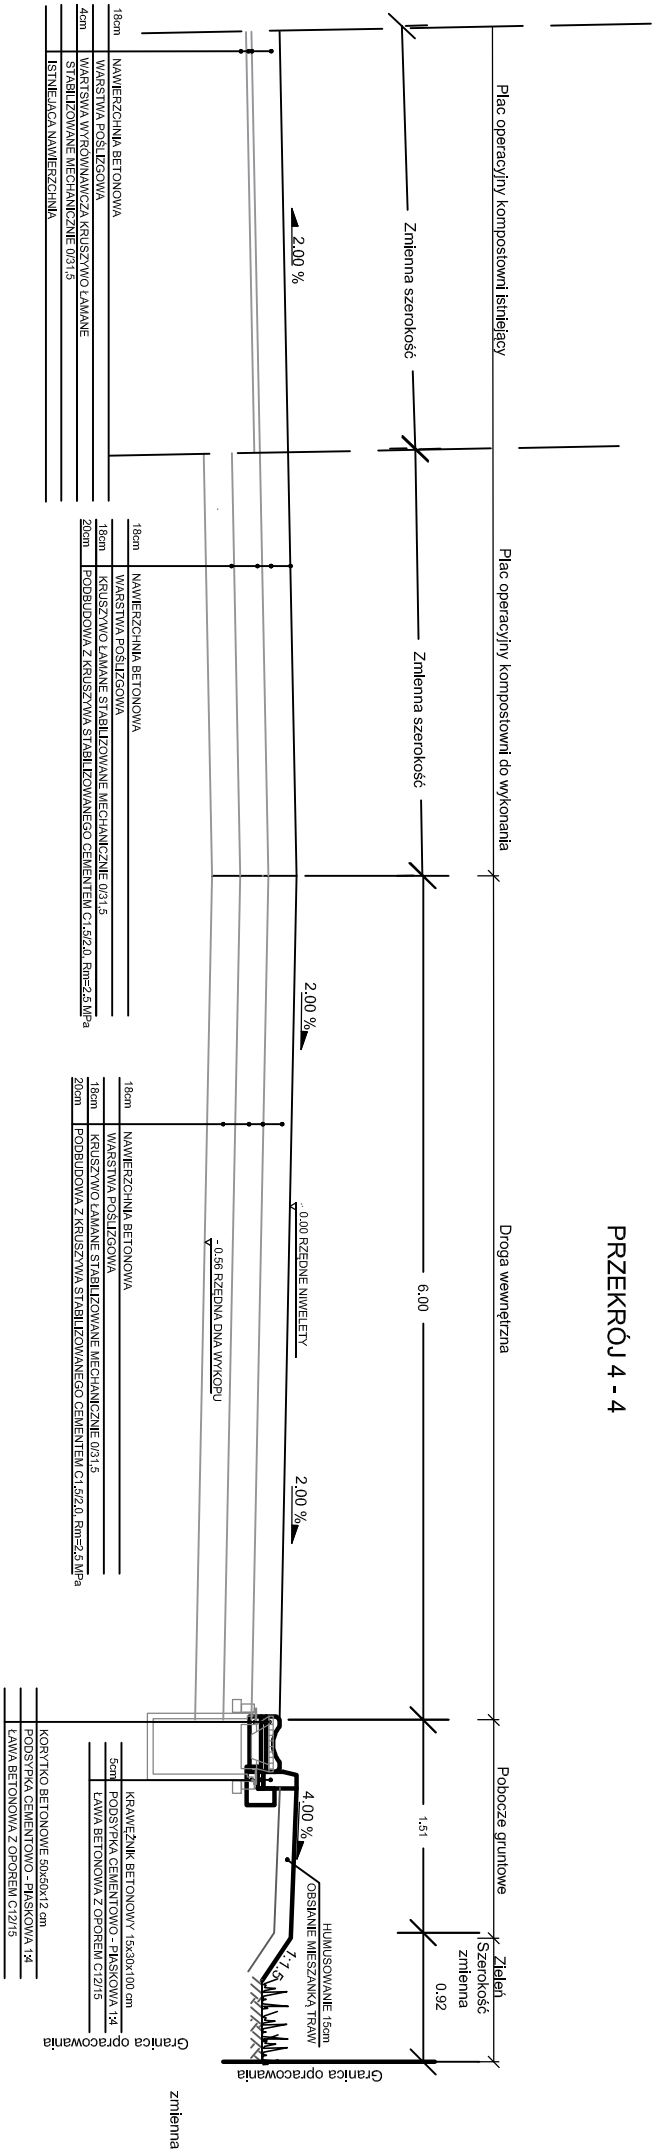 PRZEKRÓJ 4 - 4
Plac operacyjny kompostowni istniejący
Plac operacyjny kompostowni do wykonania
Droga wewnętrzna
Pobocze gruntowe
Zieleń
Szerokość
zmienna
Zmienna szerokość
Zmienna szerokość
6.00
1.51
0.92
2.00 %
2.00 %
2.00 %
4.00 %
1:1,5
HUMUSOWANIE 15cm
OBSIANIE MIESZANKĄ TRAW
- 0.00 RZĘDNE NIWELETY
- 0.56 RZĘDNA DNA WYKOPU
Granica opracowania
Granica opracowania
zmienna
18cm NAWIERZCHNIA BETONOWA
WARSTWA POŚLIZGOWA
4cm WARTSWA WYRÓWNAWCZA KRUSZYWO ŁAMANE
STABILIZOWANE MECHANICZNIE 0/31,5
ISTNIEJACA NAWIERZCHNIA
18cm NAWIERZCHNIA BETONOWA
WARSTWA POŚLIZGOWA
18cm KRUSZYWO ŁAMANE STABILIZOWANE MECHANICZNIE 0/31,5
20cm PODBUDOWA Z KRUSZYWA STABILIZOWANEGO CEMENTEM C1,5/2,0, Rm=2,5 MPa
18cm NAWIERZCHNIA BETONOWA
WARSTWA POŚLIZGOWA
18cm KRUSZYWO ŁAMANE STABILIZOWANE MECHANICZNIE 0/31,5
20cm PODBUDOWA Z KRUSZYWA STABILIZOWANEGO CEMENTEM C1,5/2,0, Rm=2,5 MPa
KRAWĘŻNIK BETONOWY 15x30x100 cm
5cm PODSYPKA CEMENTOWO - PIASKOWA 1:4
ŁAWA BETONOWA Z OPOREM C12/15
KORYTKO BETONOWE 50x50x12 cm
PODSYPKA CEMENTOWO - PIASKOWA 1:4
ŁAWA BETONOWA Z OPOREM C12/15